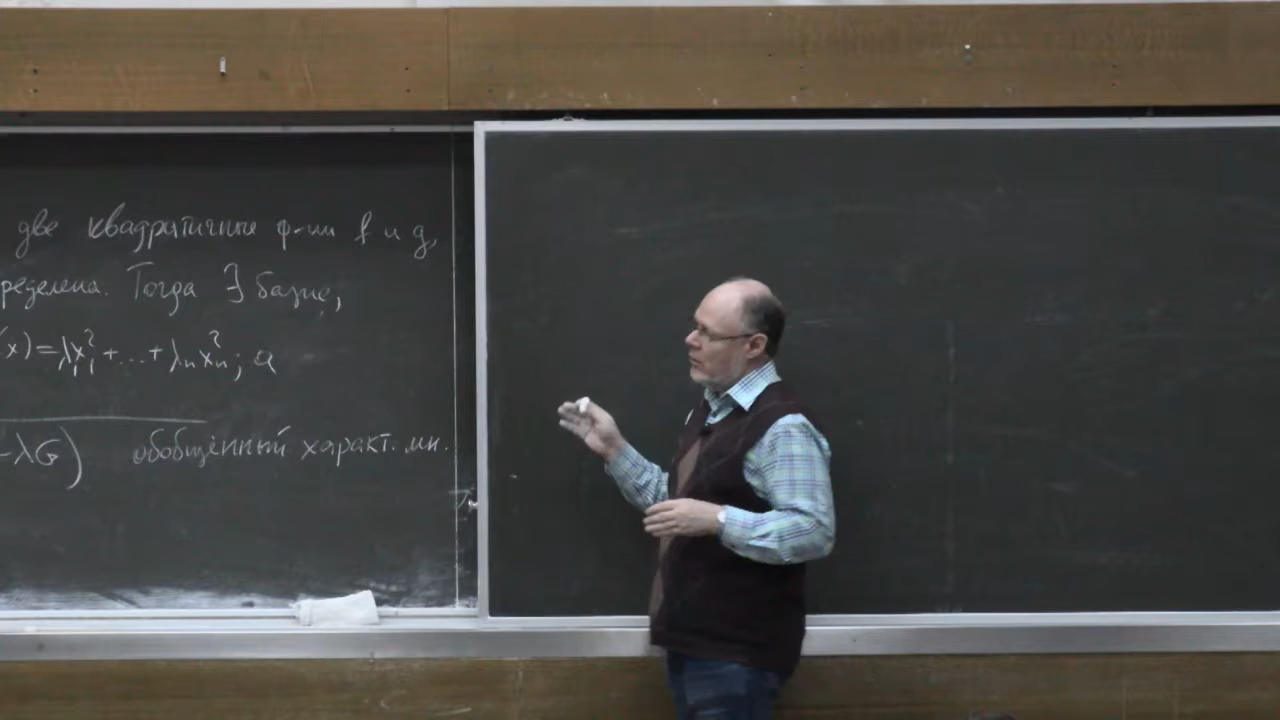 две квадратичные ф-ии f и g,
ределена. Тогда ∃ базис,
(x)=λ₁x₁²+...+λₙxₙ²; а
-λG) обобщённый характ. мн.